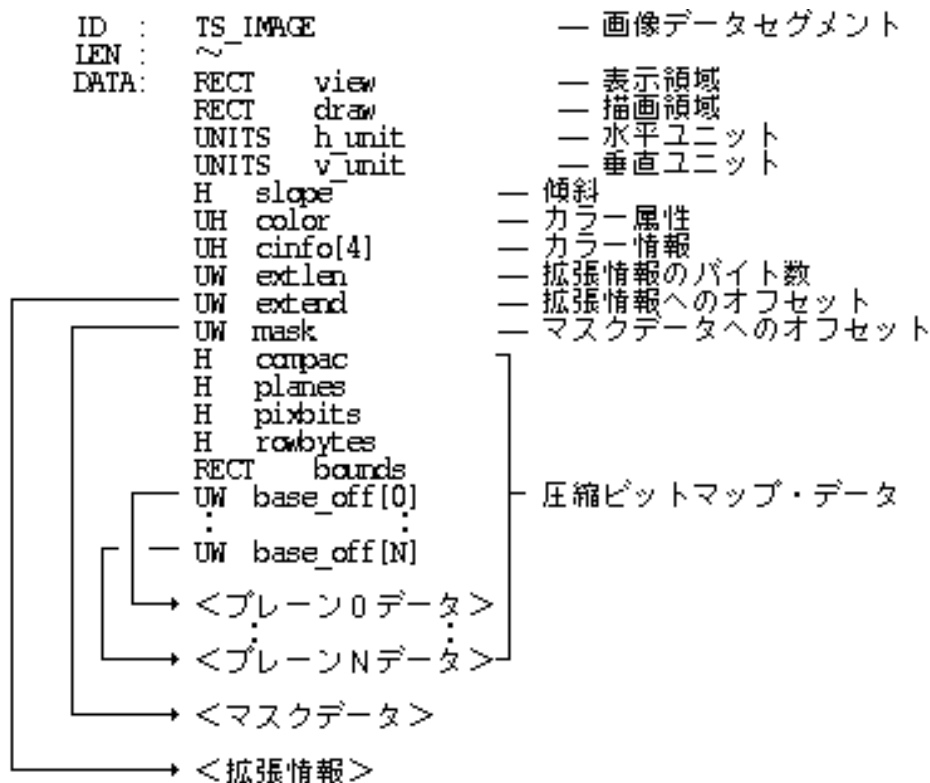 ID : TS_IMAGE — 画像データセグメント
LEN : ～
DATA: RECT view — 表示領域
RECT draw — 描画領域
UNITS h_unit — 水平ユニット
UNITS v_unit — 垂直ユニット
H slope — 傾斜
UH color — カラー属性
UH cinfo[4] — カラー情報
UW extlen — 拡張情報のバイト数
UW extend — 拡張情報へのオフセット
UW mask — マスクデータへのオフセット
H compac
H planes
H pixbits
H rowbytes
RECT bounds
UW base_off[0] 圧縮ビットマップ・データ
: :
UW base_off[N]
＜プレーン0データ＞
: :
＜プレーンNデータ＞
＜マスクデータ＞
＜拡張情報＞